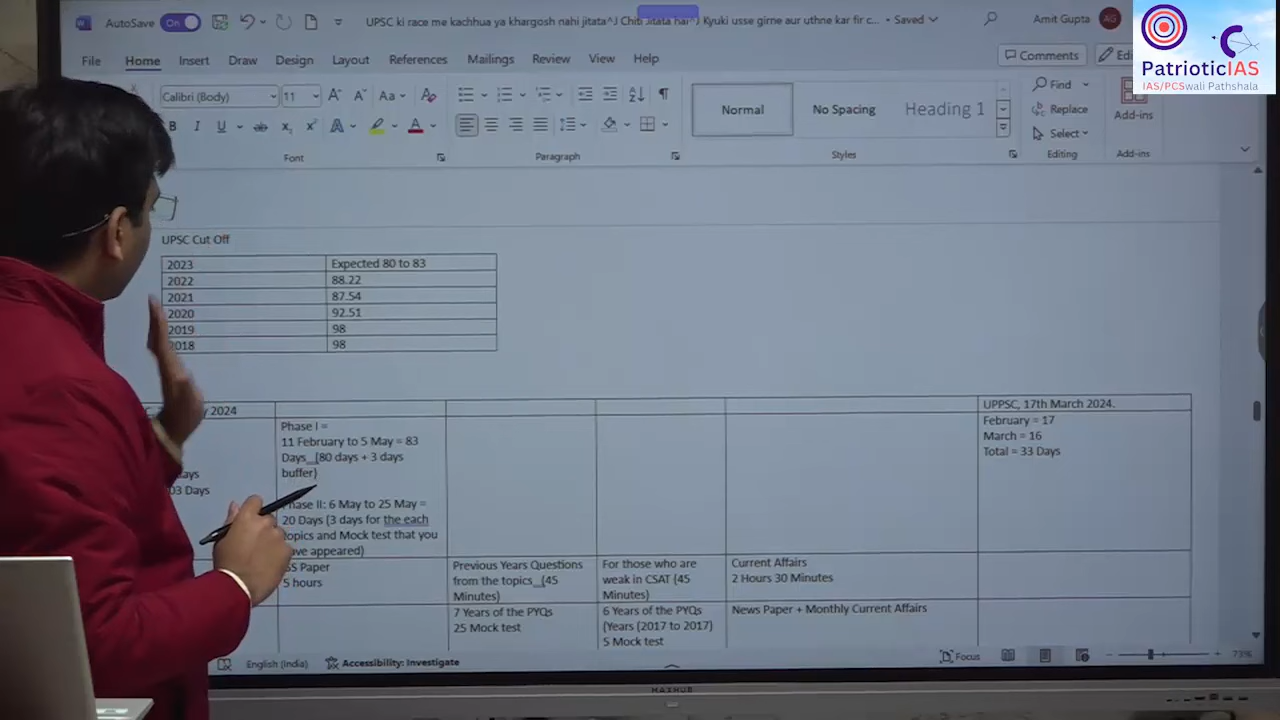 AutoSave On
UPSC ki race me kachhua ya khargosh nahi jitata^J Chiti Jitata hai^J Kyuki usse girne aur uthne kar fir c... • Saved
Amit Gupta AG
PatrioticIAS
IAS/PCSwali Pathshala
File Home Insert Draw Design Layout References Mailings Review View Help
Comments
Calibri (Body) 11
Normal
No Spacing
Heading 1
Find
Replace
Select
Add-ins
Font
Paragraph
Styles
Editing
Add-ins
UPSC Cut Off
2023 Expected 80 to 83
2022 88.22
2021 87.54
2020 92.51
2019 98
2018 98
2024
UPPSC, 17th March 2024.
Phase I =
11 February to 5 May = 83
Days_(80 days + 3 days
buffer)
Phase II: 6 May to 25 May =
20 Days (3 days for the each
topics and Mock test that you
have appeared)
03 Days
February = 17
March = 16
Total = 33 Days
Paper
5 hours
Previous Years Questions
from the topics_(45
Minutes)
For those who are
weak in CSAT (45
Minutes)
Current Affairs
2 Hours 30 Minutes
7 Years of the PYQs
25 Mock test
6 Years of the PYQs
(Years (2017 to 2017)
5 Mock test
News Paper + Monthly Current Affairs
English (India)
Accessibility: Investigate
Focus
73%
MAXHUB